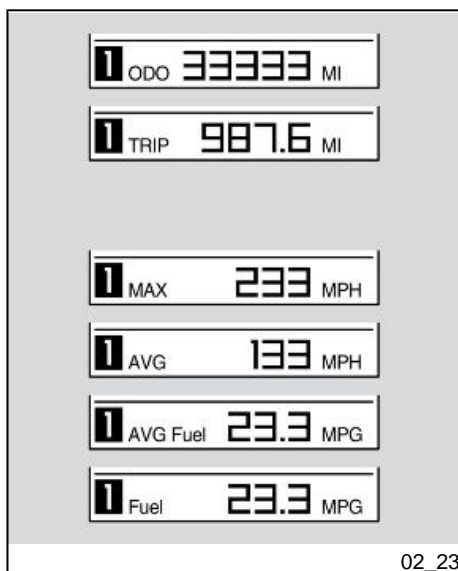 1 ODO 33333 MI
1 TRIP 987.6 MI
1 MAX 233 MPH
1 AVG 133 MPH
1 AVG Fuel 23.3 MPG
1 Fuel 23.3 MPG
02_23